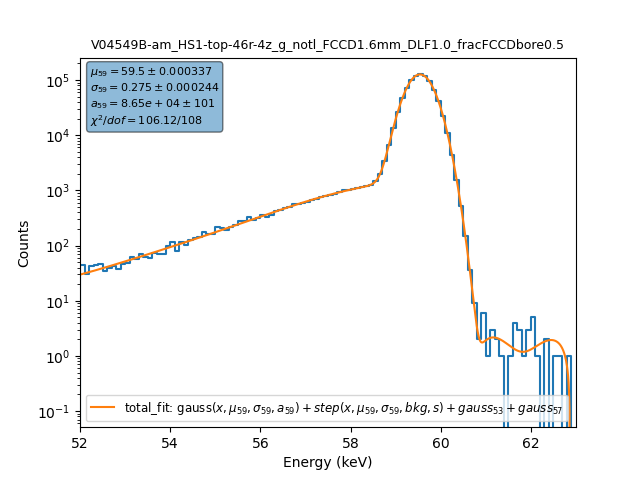 V04549B-am_HS1-top-46r-4z_g_notl_FCCD1.6mm_DLF1.0_fracFCCDbore0.5
μ₅₉ = 59.5 ± 0.000337
σ₅₉ = 0.275 ± 0.000244
a₅₉ = 8.65e + 04 ± 101
χ²/dof = 106.12/108
10⁵
10⁴
10³
10²
10¹
10⁰
10⁻¹
Counts
total_fit: gauss(x, μ₅₉, σ₅₉, a₅₉) + step(x, μ₅₉, σ₅₉, bkg, s) + gauss₅₃ + gauss₅₇
52 54 56 58 60 62
Energy (keV)